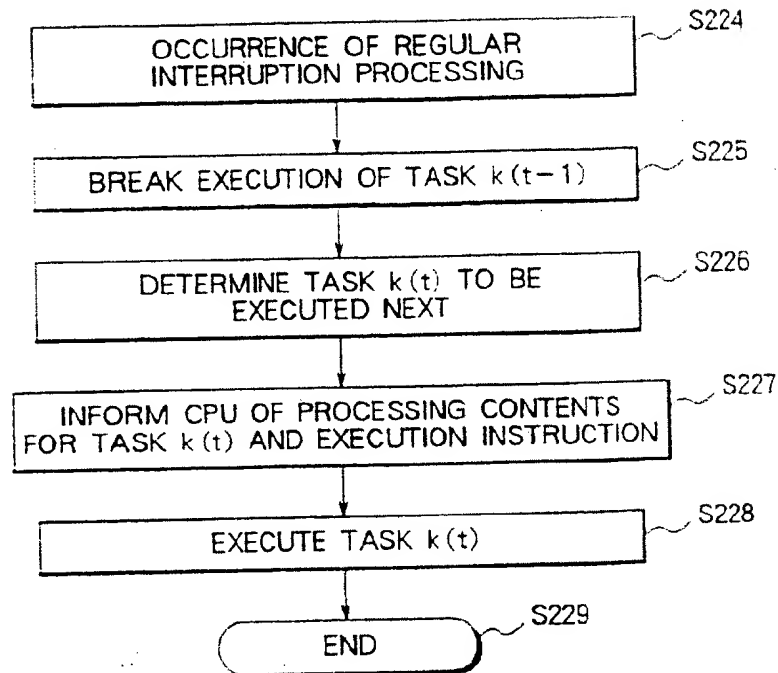 S224
OCCURRENCE OF REGULAR
INTERRUPTION PROCESSING
S225
BREAK EXECUTION OF TASK k(t-1)
S226
DETERMINE TASK k(t) TO BE
EXECUTED NEXT
S227
INFORM CPU OF PROCESSING CONTENTS
FOR TASK k(t) AND EXECUTION INSTRUCTION
S228
EXECUTE TASK k(t)
S229
END